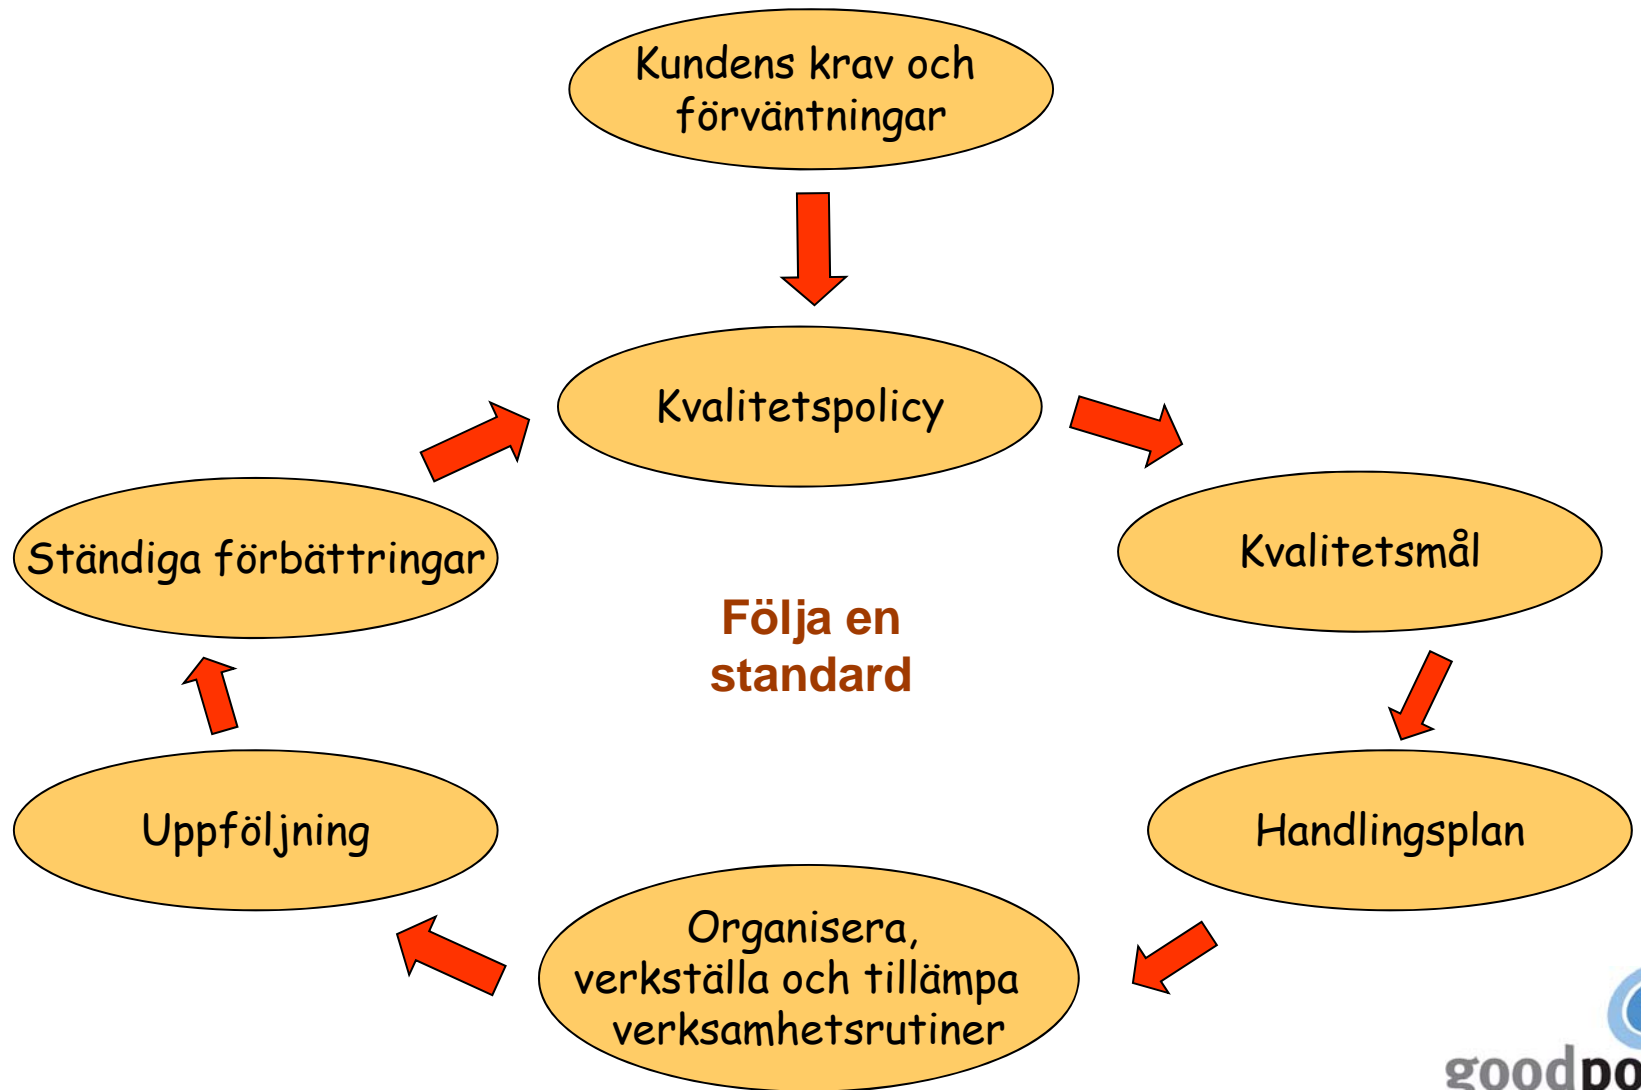 Kundens krav och
förväntningar
Kvalitetspolicy
Ständiga förbättringar
Kvalitetsmål
Följa en
standard
Uppföljning
Handlingsplan
Organisera,
verkställa och tillämpa
verksamhetsrutiner